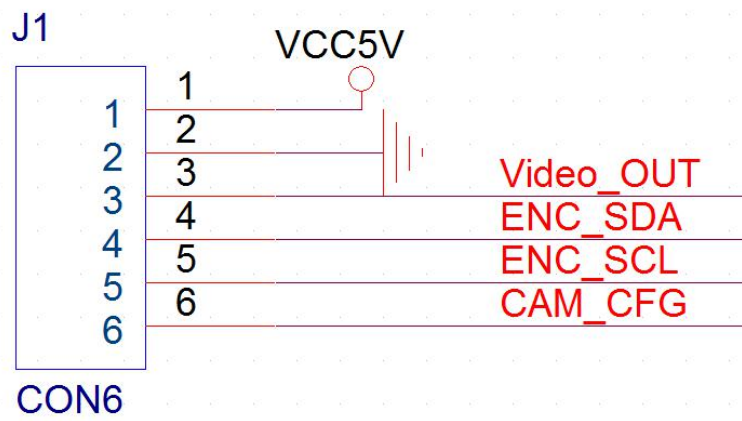 J1
VCC5V
1
1
2
2
3
3
Video_OUT
4
4
ENC_SDA
5
5
ENC_SCL
6
6
CAM_CFG
CON6